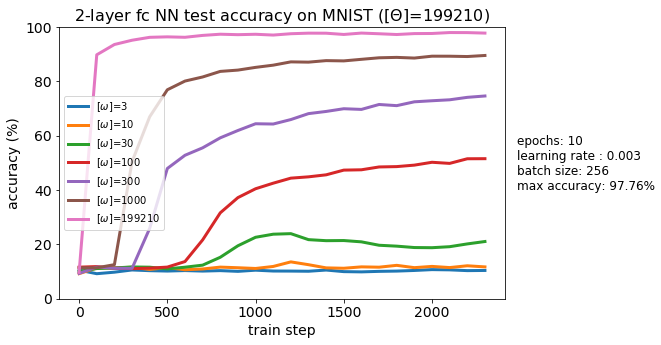 2-layer fc NN test accuracy on MNIST ([Θ]=199210)
100
80
60
40
20
0
accuracy (%)
[ω]=3
[ω]=10
[ω]=30
[ω]=100
[ω]=300
[ω]=1000
[ω]=199210
0 500 1000 1500 2000
train step
epochs: 10
learning rate : 0.003
batch size: 256
max accuracy: 97.76%